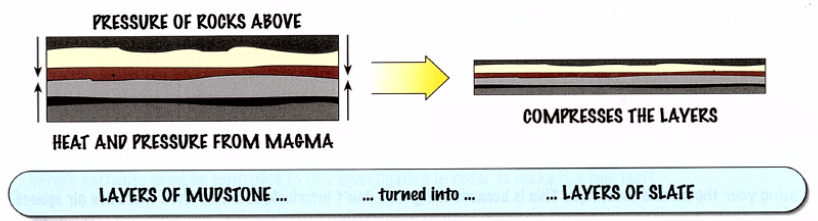 PRESSURE OF ROCKS ABOVE
HEAT AND PRESSURE FROM MAGMA
COMPRESSES THE LAYERS
LAYERS OF MUDSTONE ... ... turned into ... ... LAYERS OF SLATE